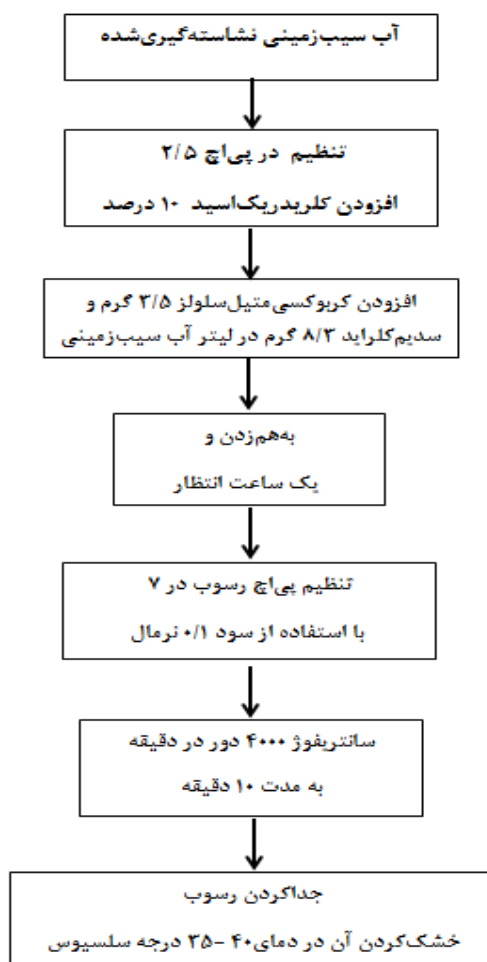 آب سیب‌زمینی نشاسته‌گیری‌شده
تنظیم در پی‌اچ ۲/۵
افزودن کلریدریک‌اسید ۱۰ درصد
افزودن کربوکسی‌متیل‌سلولز ۳/۵ گرم و
سدیم‌کلراید ۸/۳ گرم در لیتر آب سیب‌زمینی
به‌هم‌زدن و
یک ساعت انتظار
تنظیم پی‌اچ رسوب در ۷
با استفاده از سود ۰/۱ نرمال
سانتریفوژ ۴۰۰۰ دور در دقیقه
به مدت ۱۰ دقیقه
جداکردن رسوب
خشک‌کردن آن در دمای۴۰ -۳۵ درجه سلسیوس